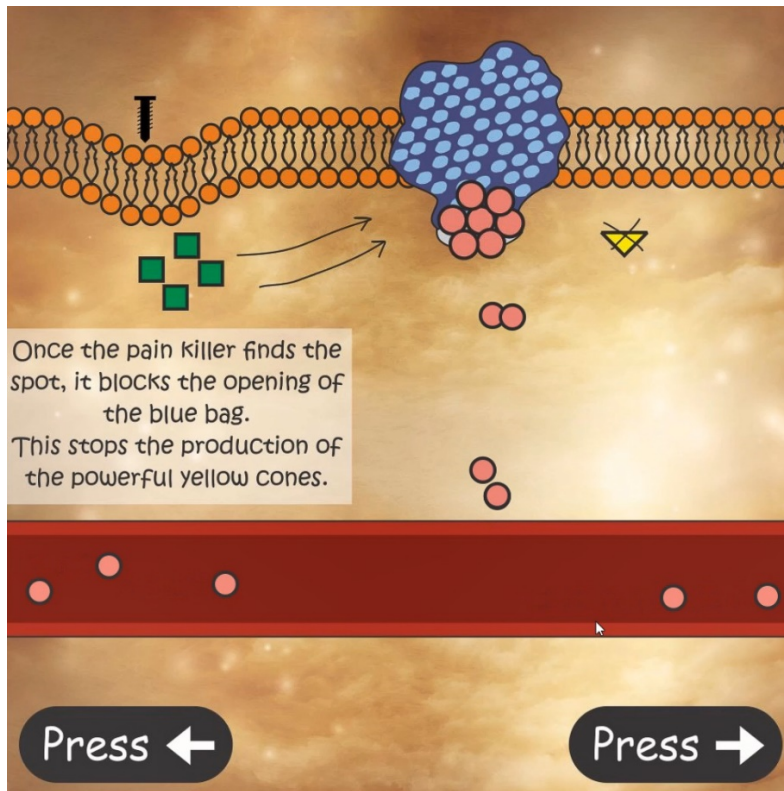 Once the pain killer finds the
spot, it blocks the opening of
the blue bag.
This stops the production of
the powerful yellow cones.
Press
Press